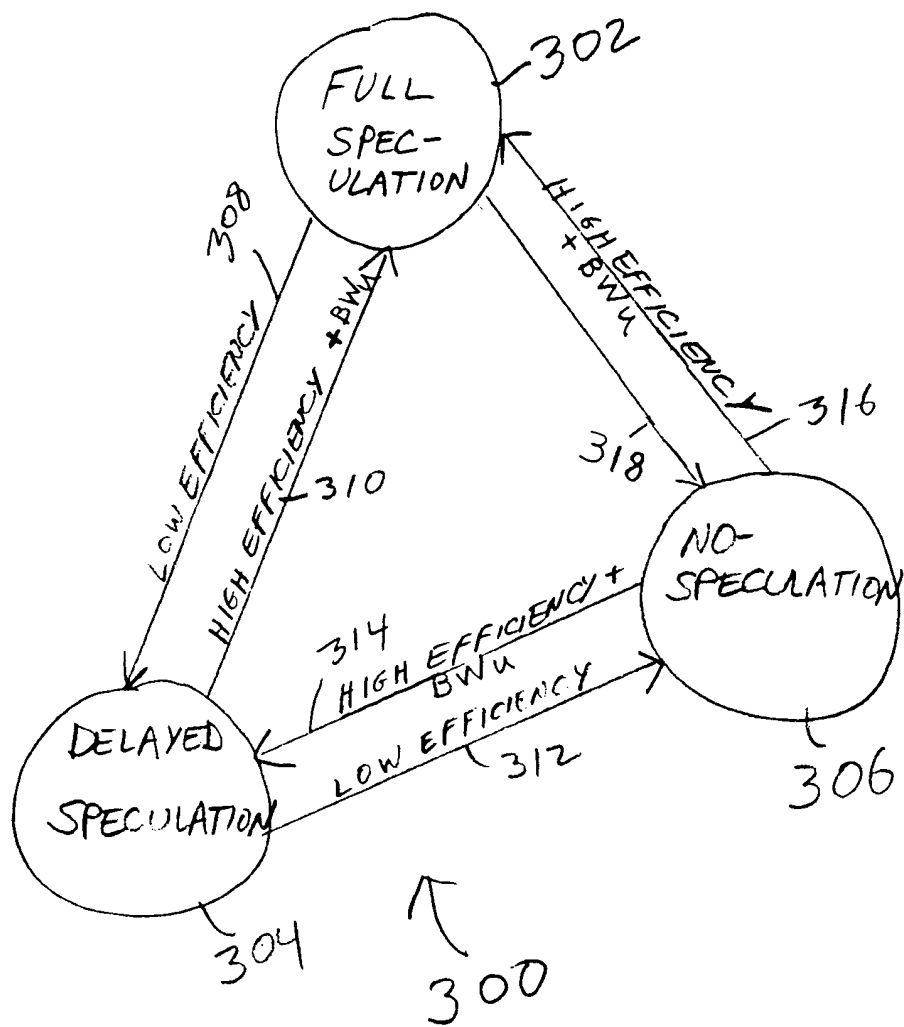 302
FULL
SPEC-
ULATION
308
LOW EFFICIENCY
HIGH EFFICIENCY + BWu
310
HIGH EFFICIENCY
+ BWu
316
318
NO-
SPECULATION
306
314
HIGH EFFICIENCY +
BWu
LOW EFFICIENCY
312
DELAYED
SPECULATION
304
300